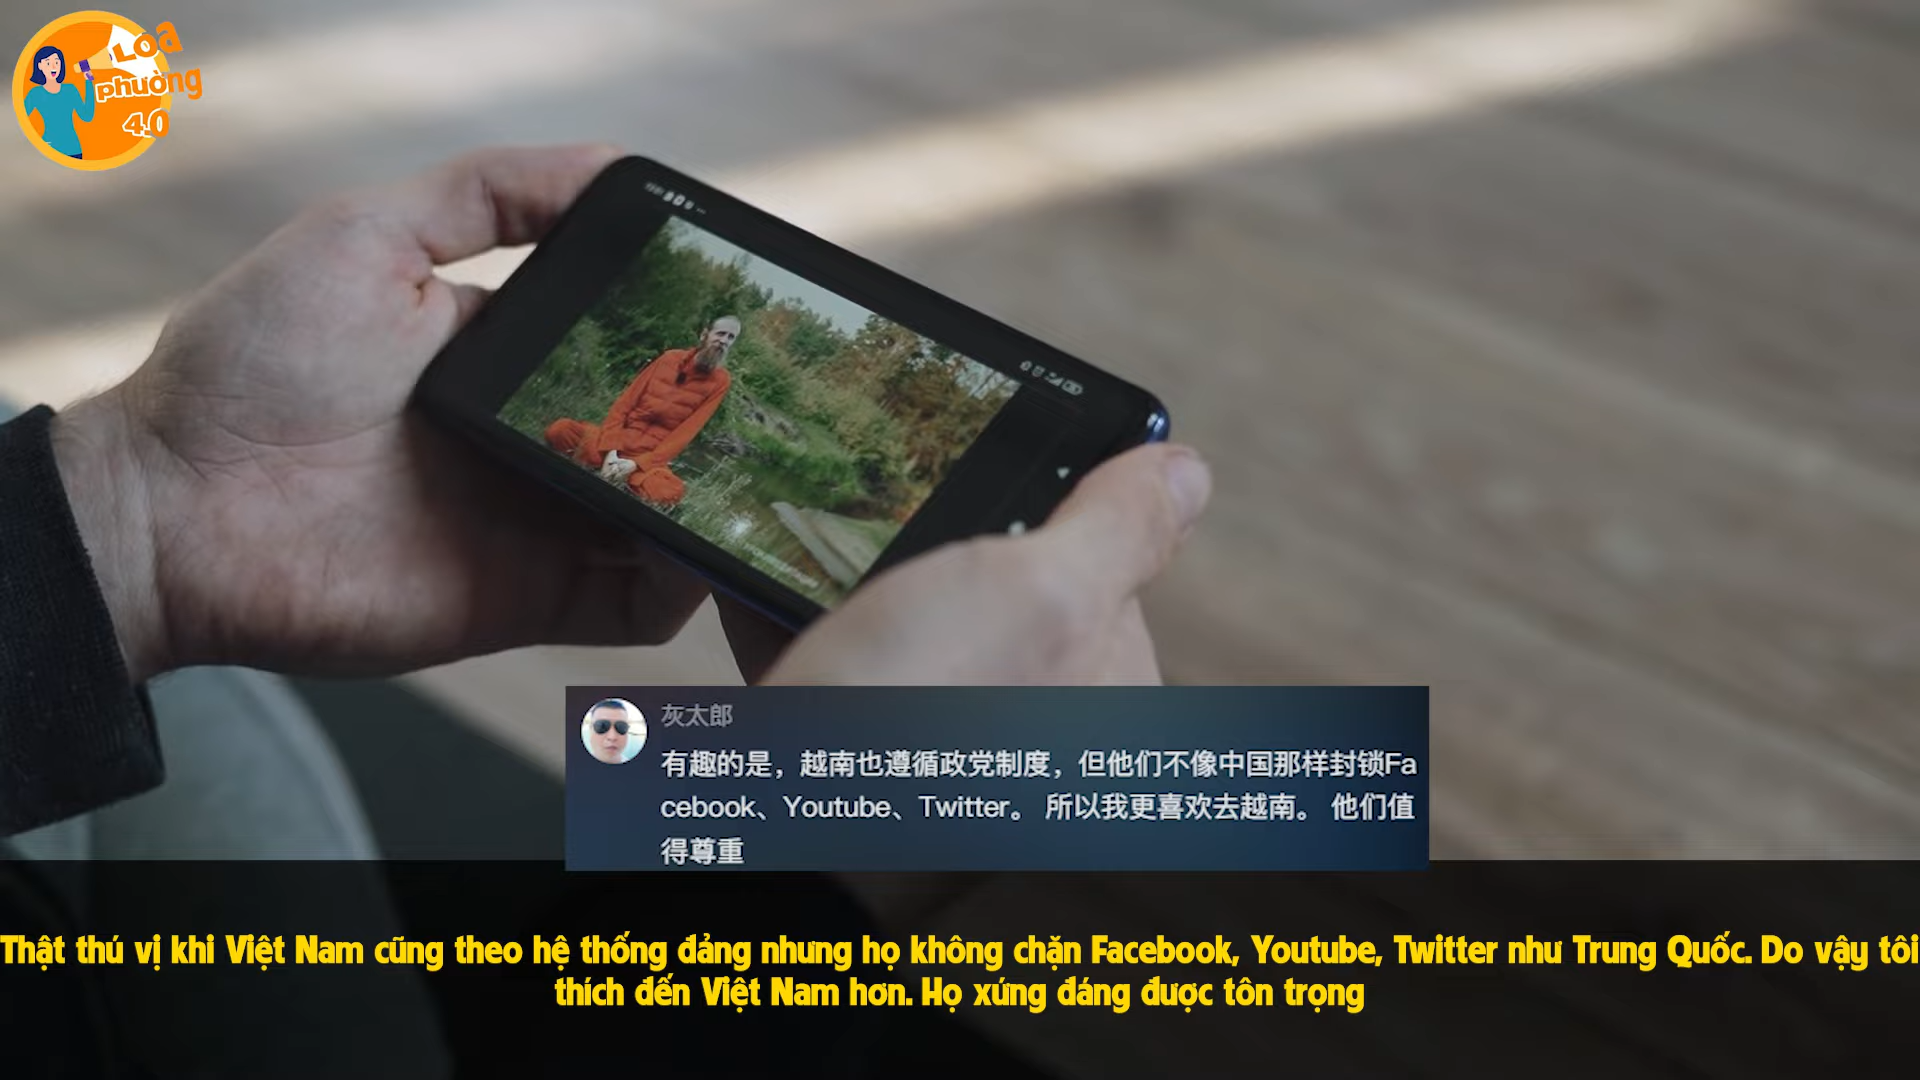 Loa
phường
4.0
灰太郎
有趣的是，越南也遵循政党制度，但他们不像中国那样封锁Fa
cebook、Youtube、Twitter。 所以我更喜欢去越南。 他们值
得尊重
Thật thú vị khi Việt Nam cũng theo hệ thống đảng nhưng họ không chặn Facebook, Youtube, Twitter như Trung Quốc. Do vậy tôi
thích đến Việt Nam hơn. Họ xứng đáng được tôn trọng